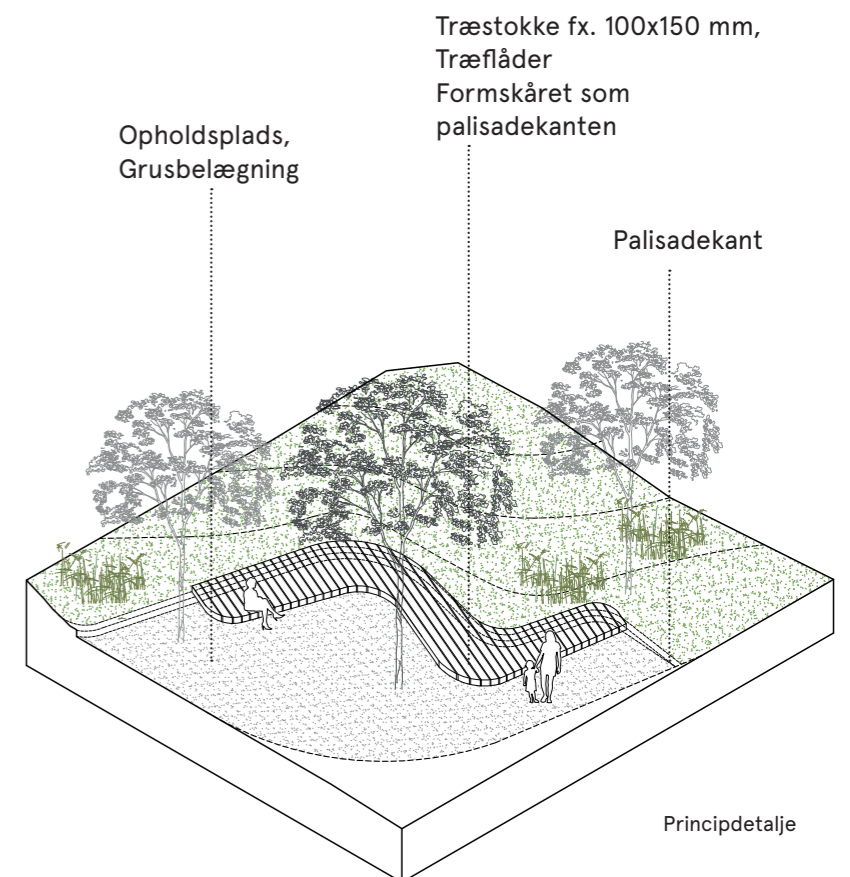 Træstokke fx. 100x150 mm,
Træflåder
Formskåret som
palisadekanten
Opholdsplads,
Grusbelægning
Palisadekant
Principdetalje